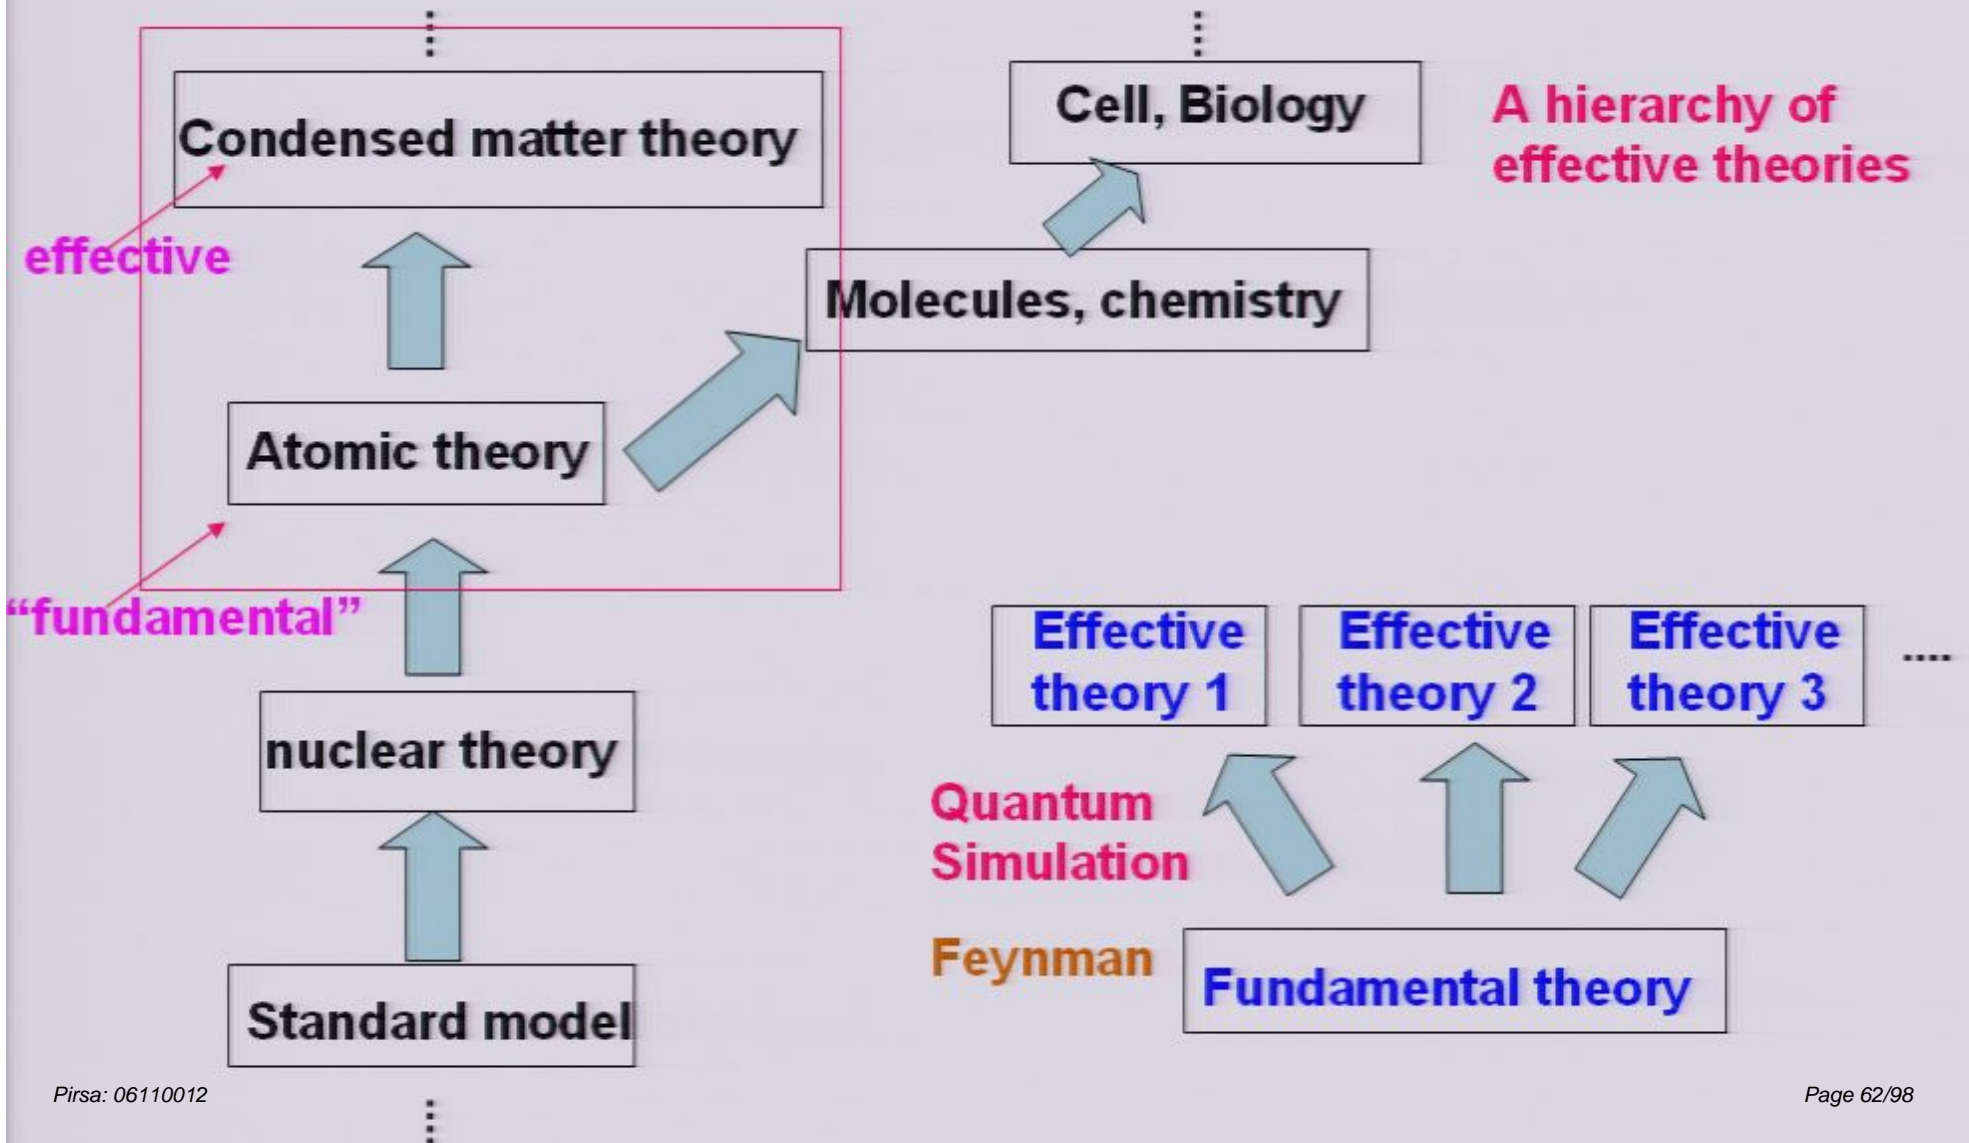 Condensed matter theory
Cell, Biology
A hierarchy of
effective theories
effective
Molecules, chemistry
Atomic theory
“fundamental”
nuclear theory
Standard model
Effective
theory 1
Effective
theory 2
Effective
theory 3
....
Quantum
Simulation
Feynman
Fundamental theory
Pirsa: 06110012
Page 62/98